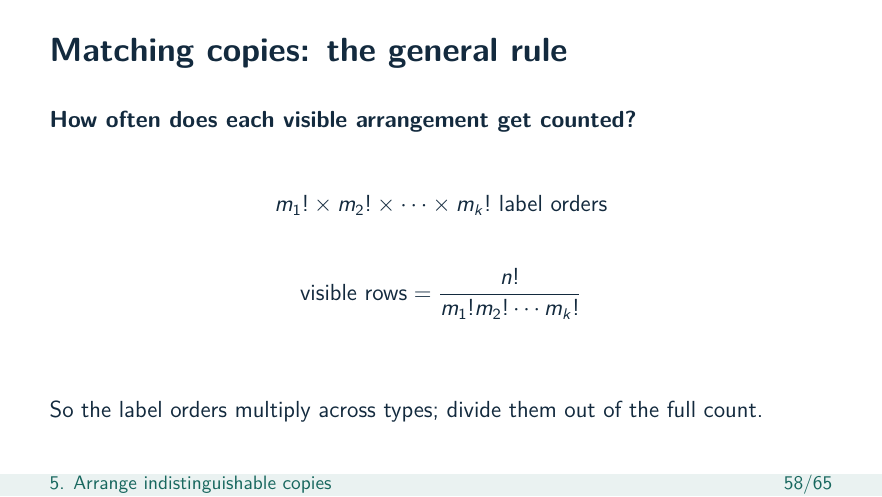 Matching copies: the general rule
How often does each visible arrangement get counted?
m₁! × m₂! × · · · × mₖ! label orders
visible rows = n! / m₁!m₂! · · · mₖ!
So the label orders multiply across types; divide them out of the full count.
5. Arrange indistinguishable copies 58/65